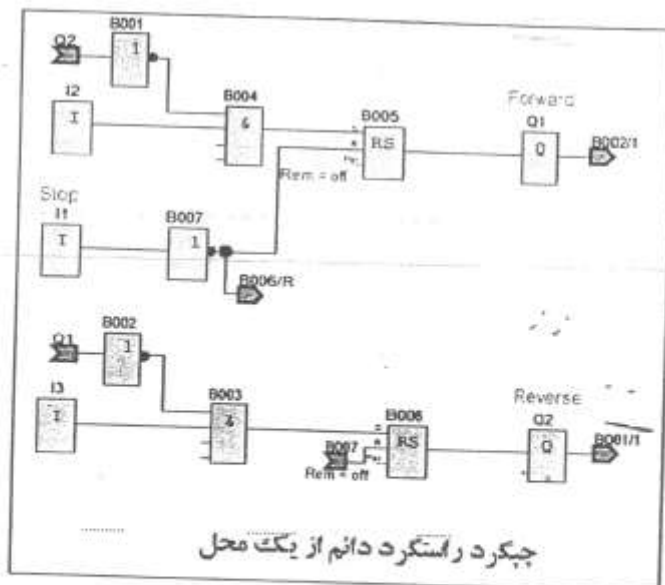 B001
Q2
1
I2
I
B004
&
B005
RS
Rem = off
Forward
Q1
Q
B002/1
Stop
I1
I
B007
1
B006/R
B002
Q1
1
I3
I
B003
&
B006
RS
B007
Rem = off
Reverse
Q2
Q
B001/1
چپگرد راستگرد دائم از یک محل